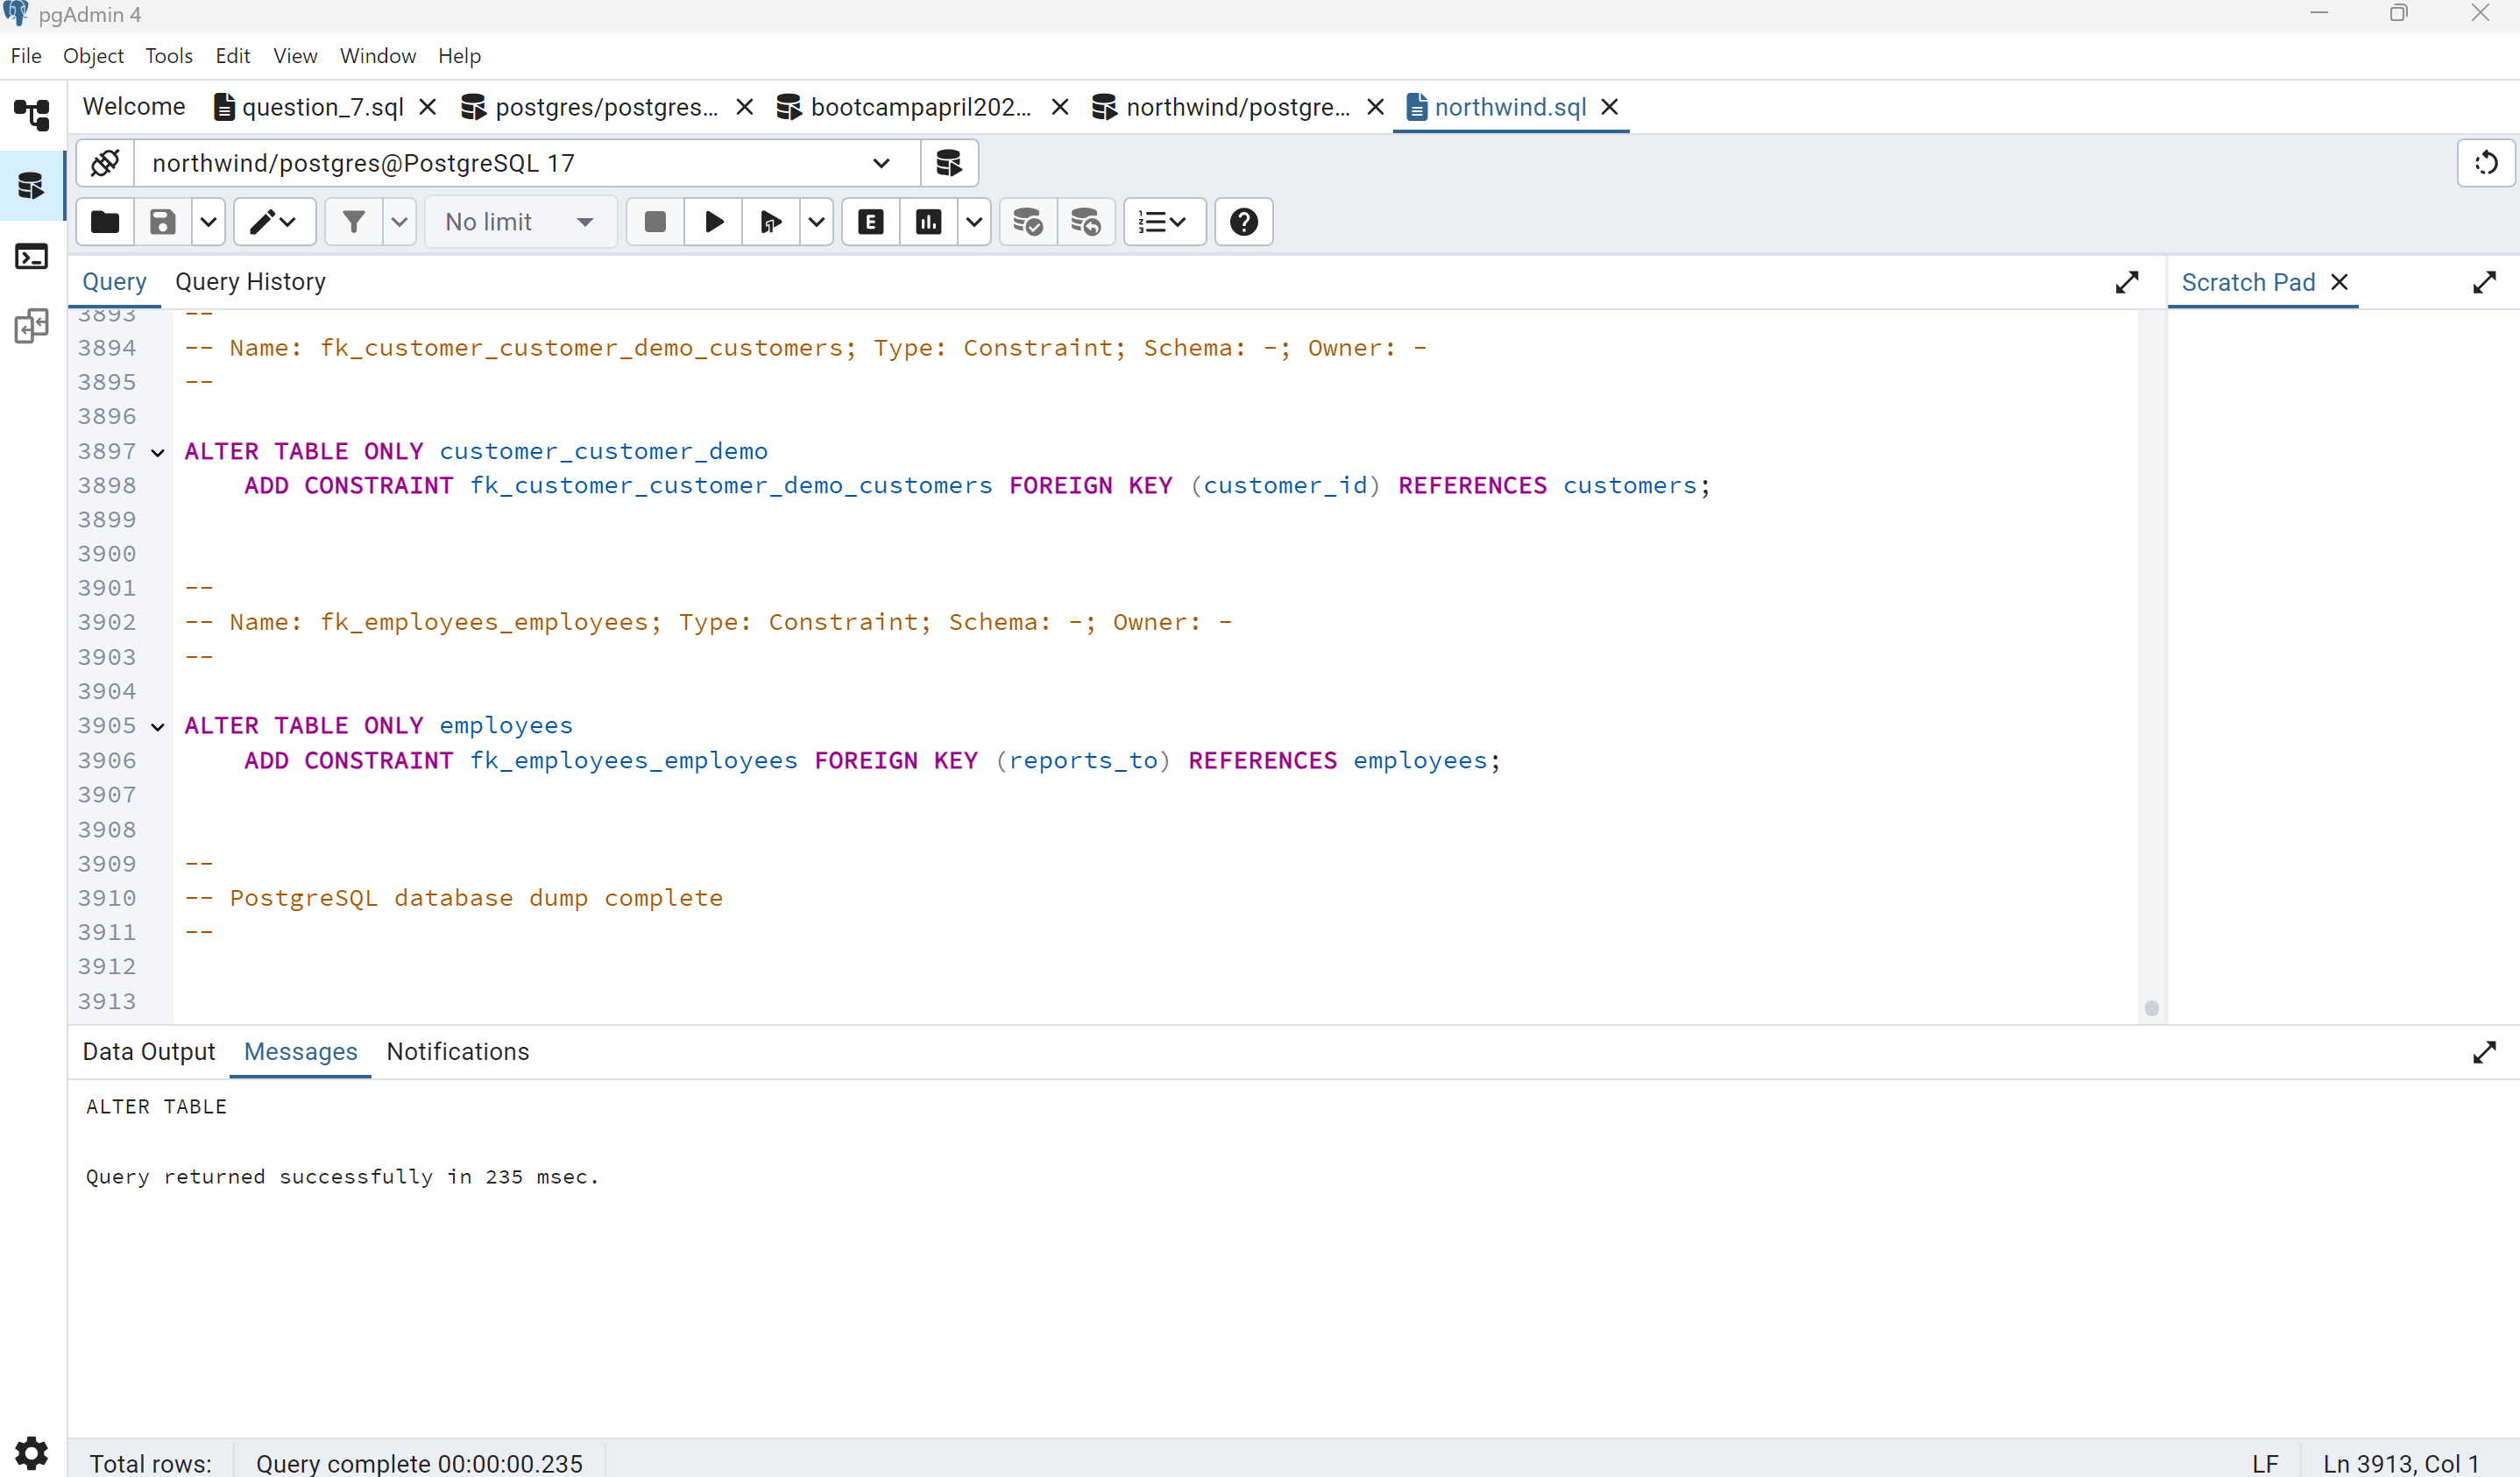 pgAdmin 4
File Object Tools Edit View Window Help
Welcome question_7.sql postgres/postgres... bootcampapril202... northwind/postgre... northwind.sql
northwind/postgres@PostgreSQL 17
No limit
Query Query History Scratch Pad
3893 --
3894 -- Name: fk_customer_customer_demo_customers; Type: Constraint; Schema: -; Owner: -
3895 --
3896
3897 ALTER TABLE ONLY customer_customer_demo
3898 ADD CONSTRAINT fk_customer_customer_demo_customers FOREIGN KEY (customer_id) REFERENCES customers;
3899
3900
3901 --
3902 -- Name: fk_employees_employees; Type: Constraint; Schema: -; Owner: -
3903 --
3904
3905 ALTER TABLE ONLY employees
3906 ADD CONSTRAINT fk_employees_employees FOREIGN KEY (reports_to) REFERENCES employees;
3907
3908
3909 --
3910 -- PostgreSQL database dump complete
3911 --
3912
3913
Data Output Messages Notifications
ALTER TABLE
Query returned successfully in 235 msec.
Total rows: Query complete 00:00:00.235 LF Ln 3913, Col 1